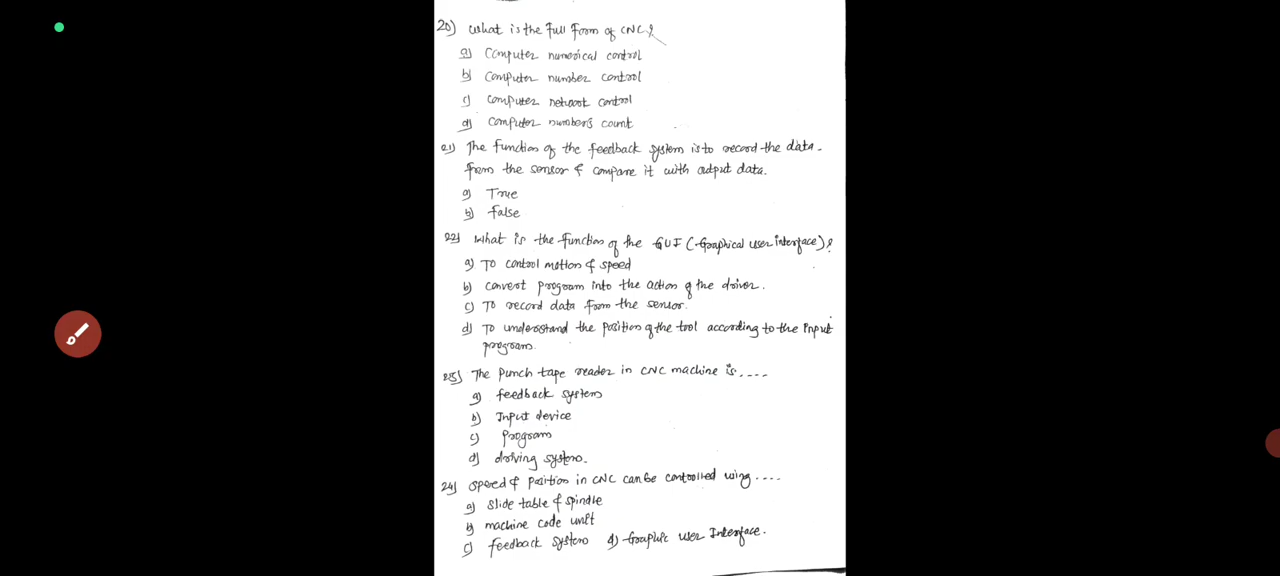 20) What is the full form of CNC?
a) Computer numerical control
b) Computer number control
c) Computer network control
d) Computer numbers count
21) The function of the feedback system is to record the data
from the sensor & compare it with output data.
a) True
b) false
22) What is the function of the GUI (Graphical user interface)?
a) To control motion & speed
b) convert program into the action of the driver.
c) To record data from the sensor.
d) To understand the position of the tool according to the input
program.
23) The punch tape reader in CNC machine is....
a) feedback system
b) Input device
c) program
d) driving system.
24) speed & position in CNC can be controlled using....
a) slide table & spindle
b) machine code unit
c) feedback system d) Graphic user Interface.